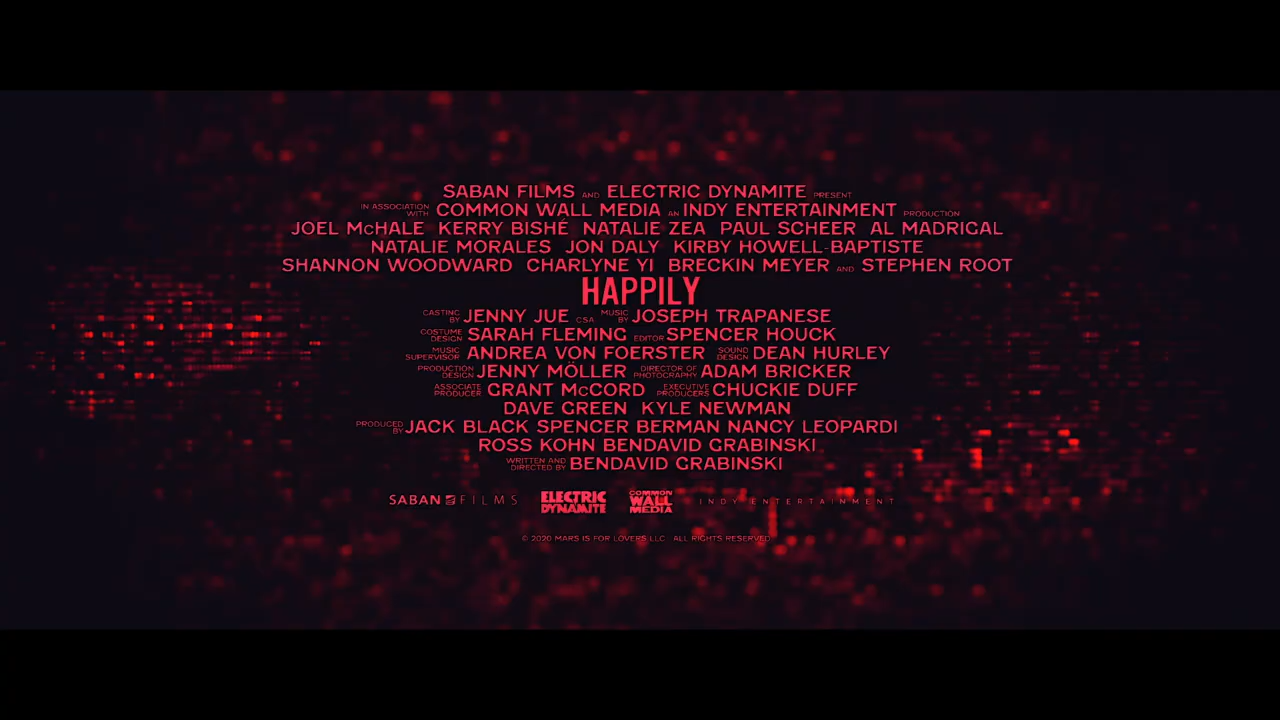 SABAN FILMS AND ELECTRIC DYNAMITE PRESENT
IN ASSOCIATION WITH COMMON WALL MEDIA AN INDY ENTERTAINMENT PRODUCTION
JOEL McHALE KERRY BISHÉ NATALIE ZEA PAUL SCHEER AL MADRIGAL
NATALIE MORALES JON DALY KIRBY HOWELL-BAPTISTE
SHANNON WOODWARD CHARLYNE YI BRECKIN MEYER AND STEPHEN ROOT
HAPPILY
CASTING BY JENNY JUE CSA MUSIC BY JOSEPH TRAPANESE
COSTUME DESIGN SARAH FLEMING EDITOR SPENCER HOUCK
MUSIC SUPERVISOR ANDREA VON FOERSTER SOUND DESIGN DEAN HURLEY
PRODUCTION DESIGN JENNY MÖLLER DIRECTOR OF PHOTOGRAPHY ADAM BRICKER
ASSOCIATE PRODUCER GRANT McCORD EXECUTIVE PRODUCERS CHUCKIE DUFF
DAVE GREEN KYLE NEWMAN
PRODUCED BY JACK BLACK SPENCER BERMAN NANCY LEOPARDI
ROSS KOHN BENDAVID GRABINSKI
WRITTEN AND DIRECTED BY BENDAVID GRABINSKI
SABAN FILMS ELECTRIC DYNAMITE COMMON WALL MEDIA INDY ENTERTAINMENT
© 2020 MARS IS FOR LOVERS LLC. ALL RIGHTS RESERVED.